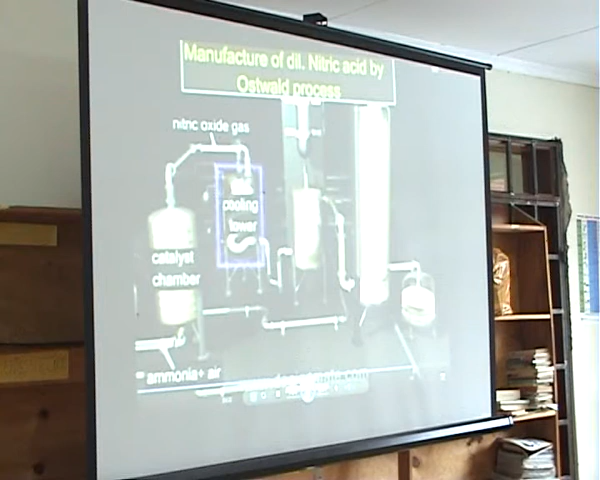 Manufacture of dil. Nitric acid by
Ostwald process
nitric oxide gas
cooling
tower
catalyst
chamber
ammonia+ air